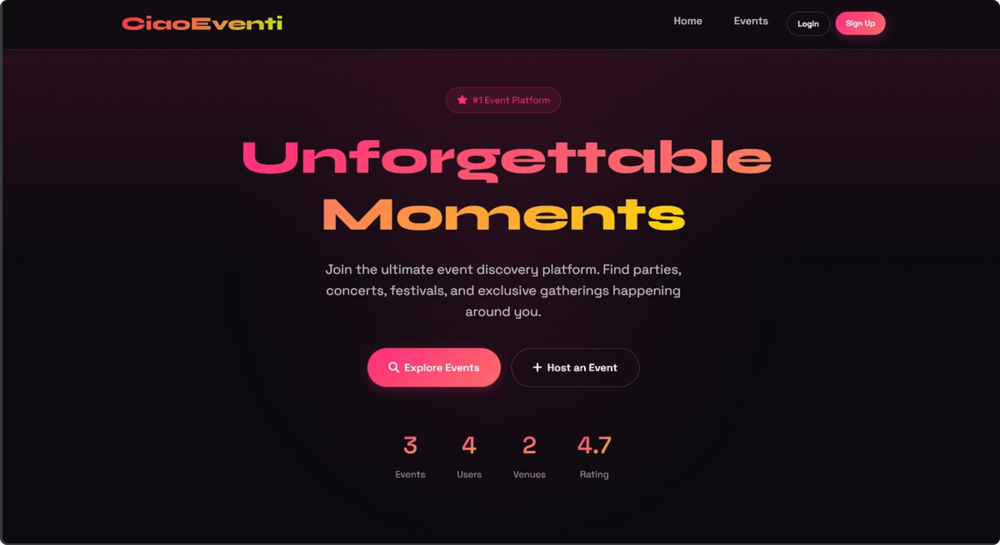 CiaoEventi
Home Events Login Sign Up
#1 Event Platform
Unforgettable
Moments
Join the ultimate event discovery platform. Find parties,
concerts, festivals, and exclusive gatherings happening
around you.
Explore Events + Host an Event
3 4 2 4.7
Events Users Venues Rating